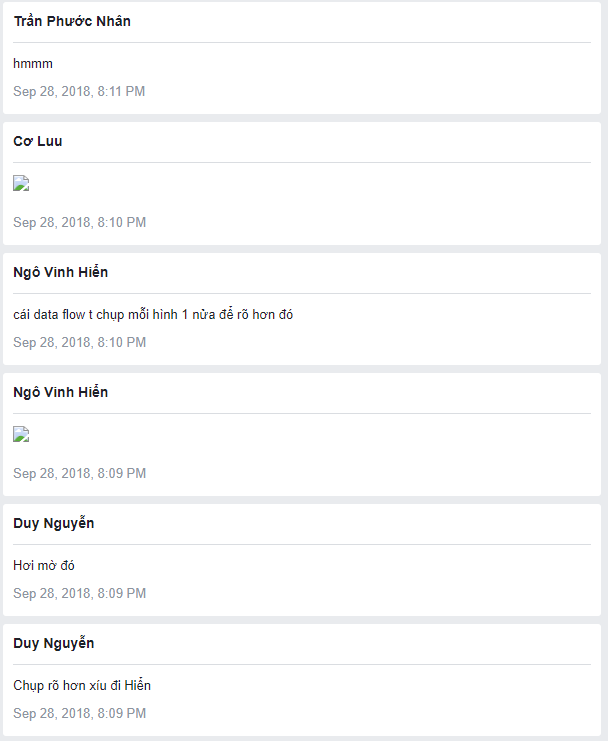 Trần Phước Nhân
hmmm
Sep 28, 2018, 8:11 PM
Cơ Luu
Sep 28, 2018, 8:10 PM
Ngô Vinh Hiển
cái data flow t chụp mỗi hình 1 nửa để rõ hơn đó
Sep 28, 2018, 8:10 PM
Ngô Vinh Hiển
Sep 28, 2018, 8:09 PM
Duy Nguyễn
Hơi mờ đó
Sep 28, 2018, 8:09 PM
Duy Nguyễn
Chụp rõ hơn xíu đi Hiển
Sep 28, 2018, 8:09 PM